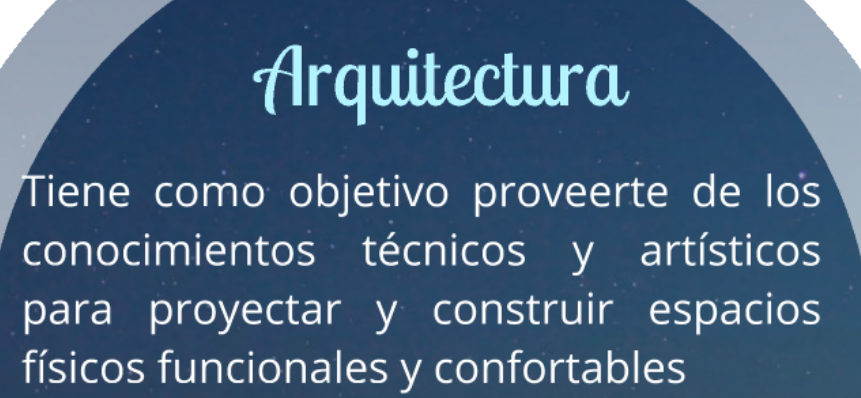 Arquitectura
Tiene como objetivo proveerte de los
conocimientos técnicos y artísticos
para proyectar y construir espacios
físicos funcionales y confortables